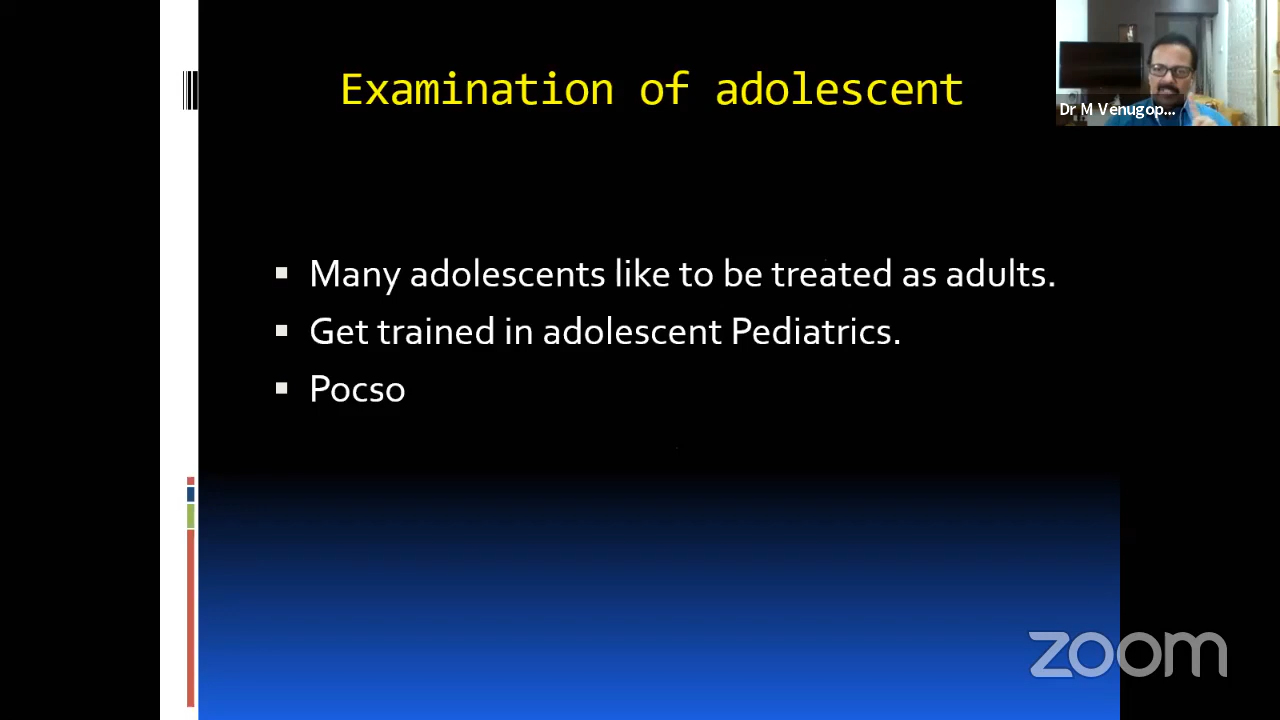 Examination of adolescent
Dr M Venugop...
Many adolescents like to be treated as adults.
Get trained in adolescent Pediatrics.
Pocso
zoom